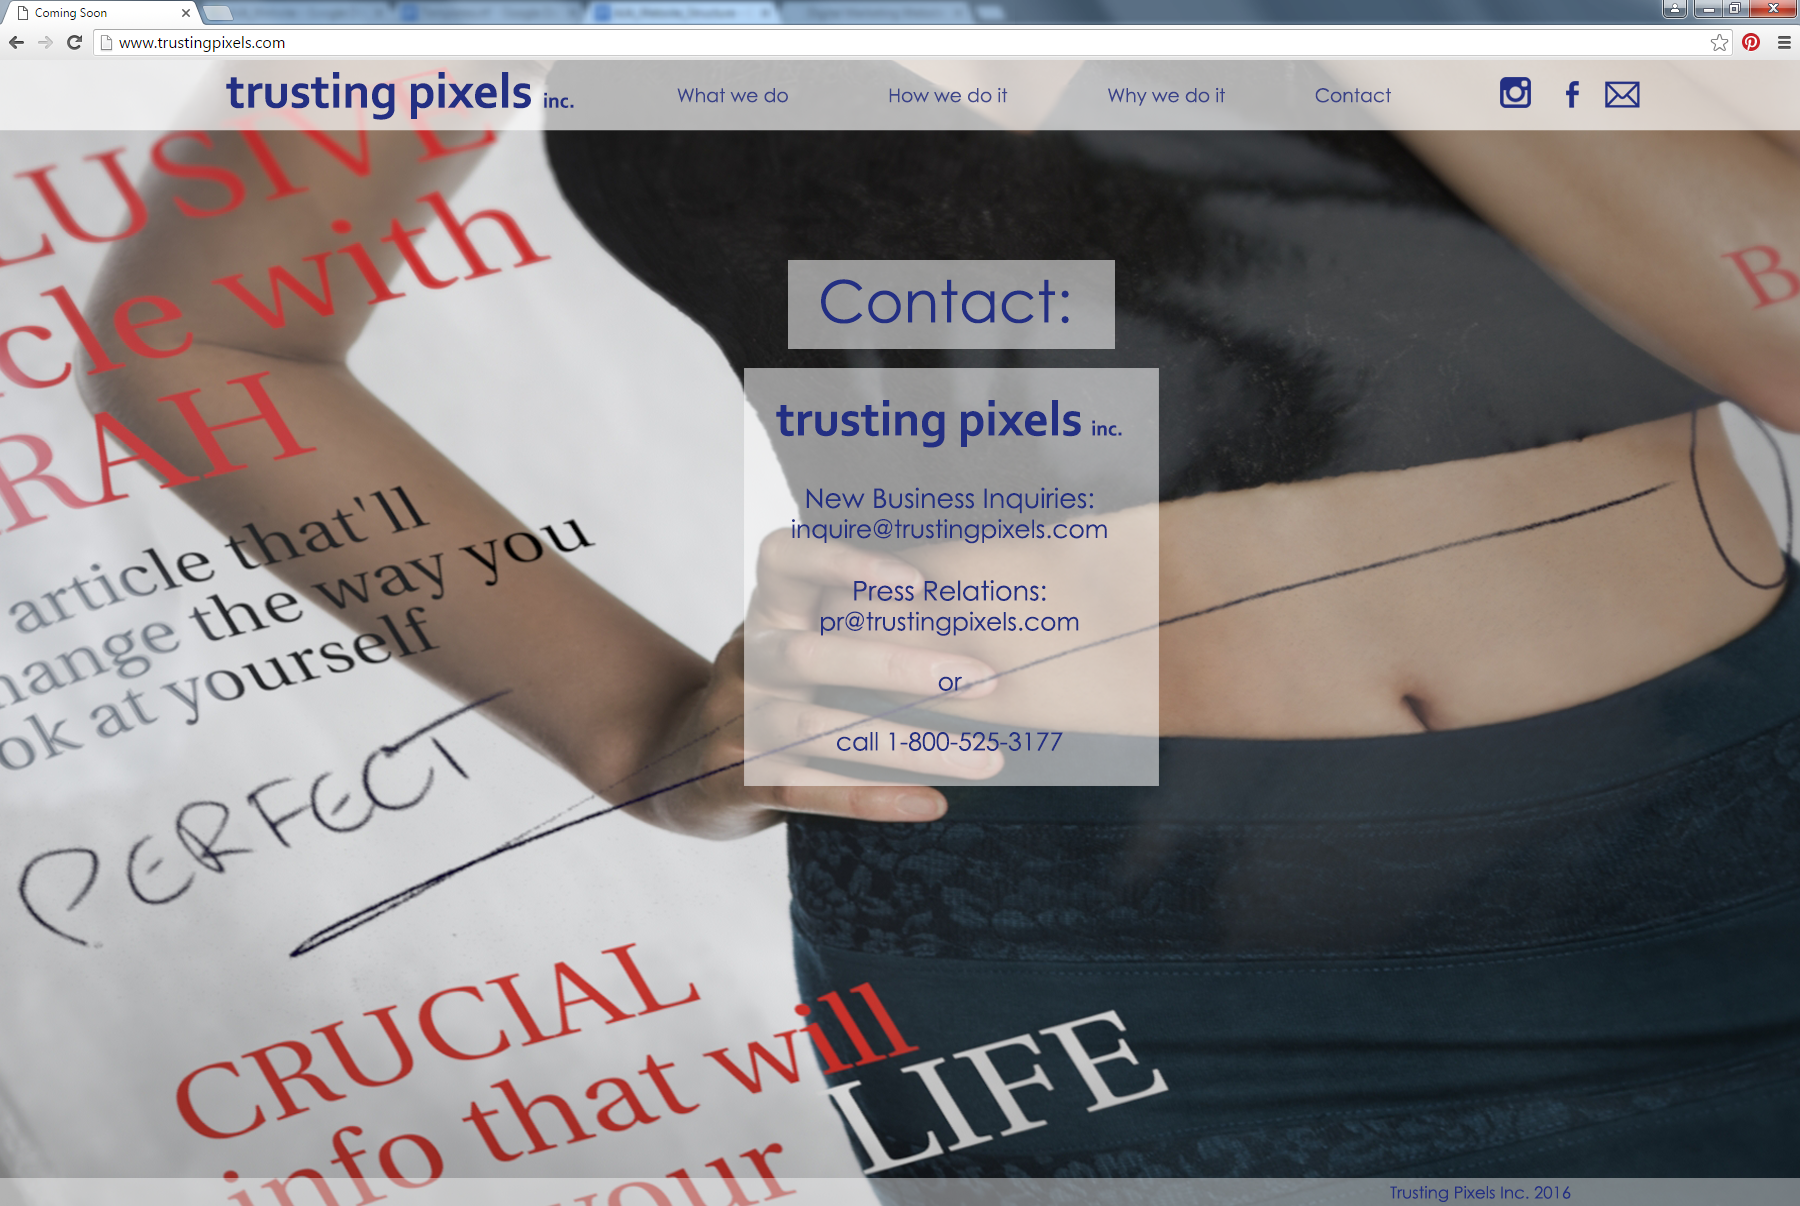 Coming Soon
www.trustingpixels.com
trusting pixels inc.
What we do
How we do it
Why we do it
Contact
LUSIVE
cle with
RAH
article that'll
hange the way you
ok at yourself
PERFECT
B
Contact:
trusting pixels inc.
New Business Inquiries:
inquire@trustingpixels.com
Press Relations:
pr@trustingpixels.com
or
call 1-800-525-3177
CRUCIAL
info that will
your LIFE
Trusting Pixels Inc. 2016